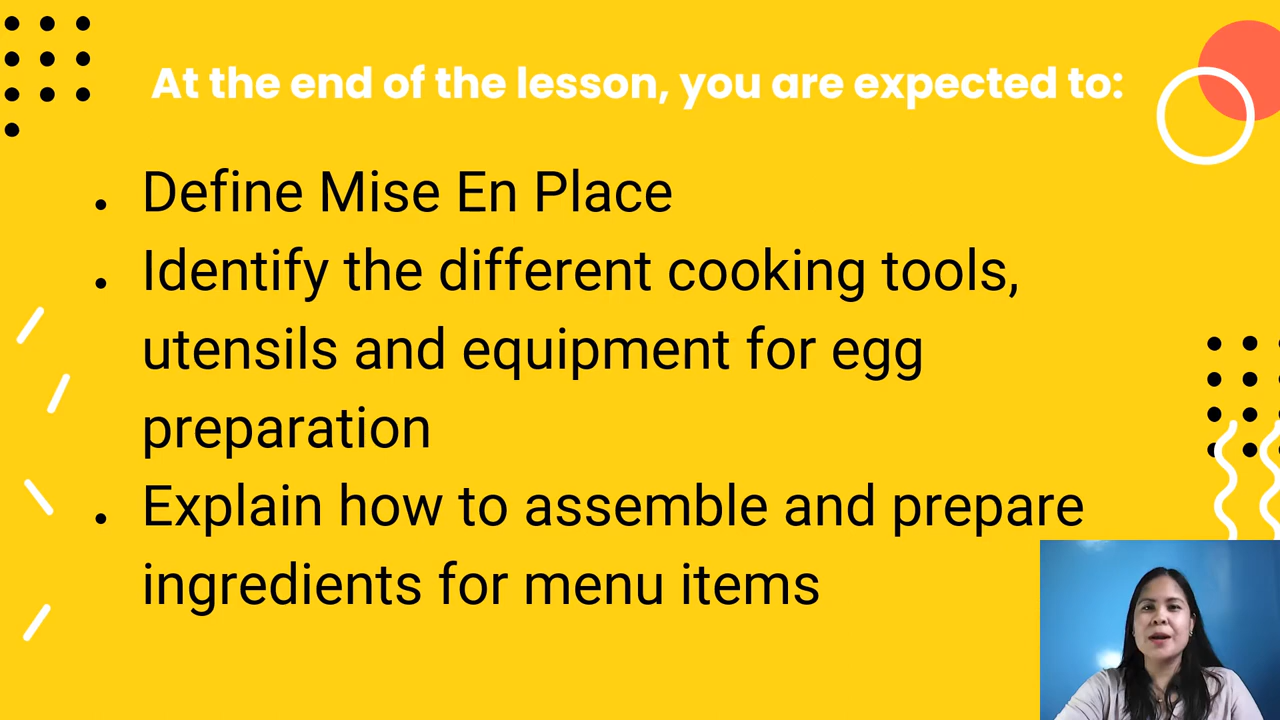 At the end of the lesson, you are expected to:
• Define Mise En Place
• Identify the different cooking tools,
utensils and equipment for egg
preparation
• Explain how to assemble and prepare
ingredients for menu items